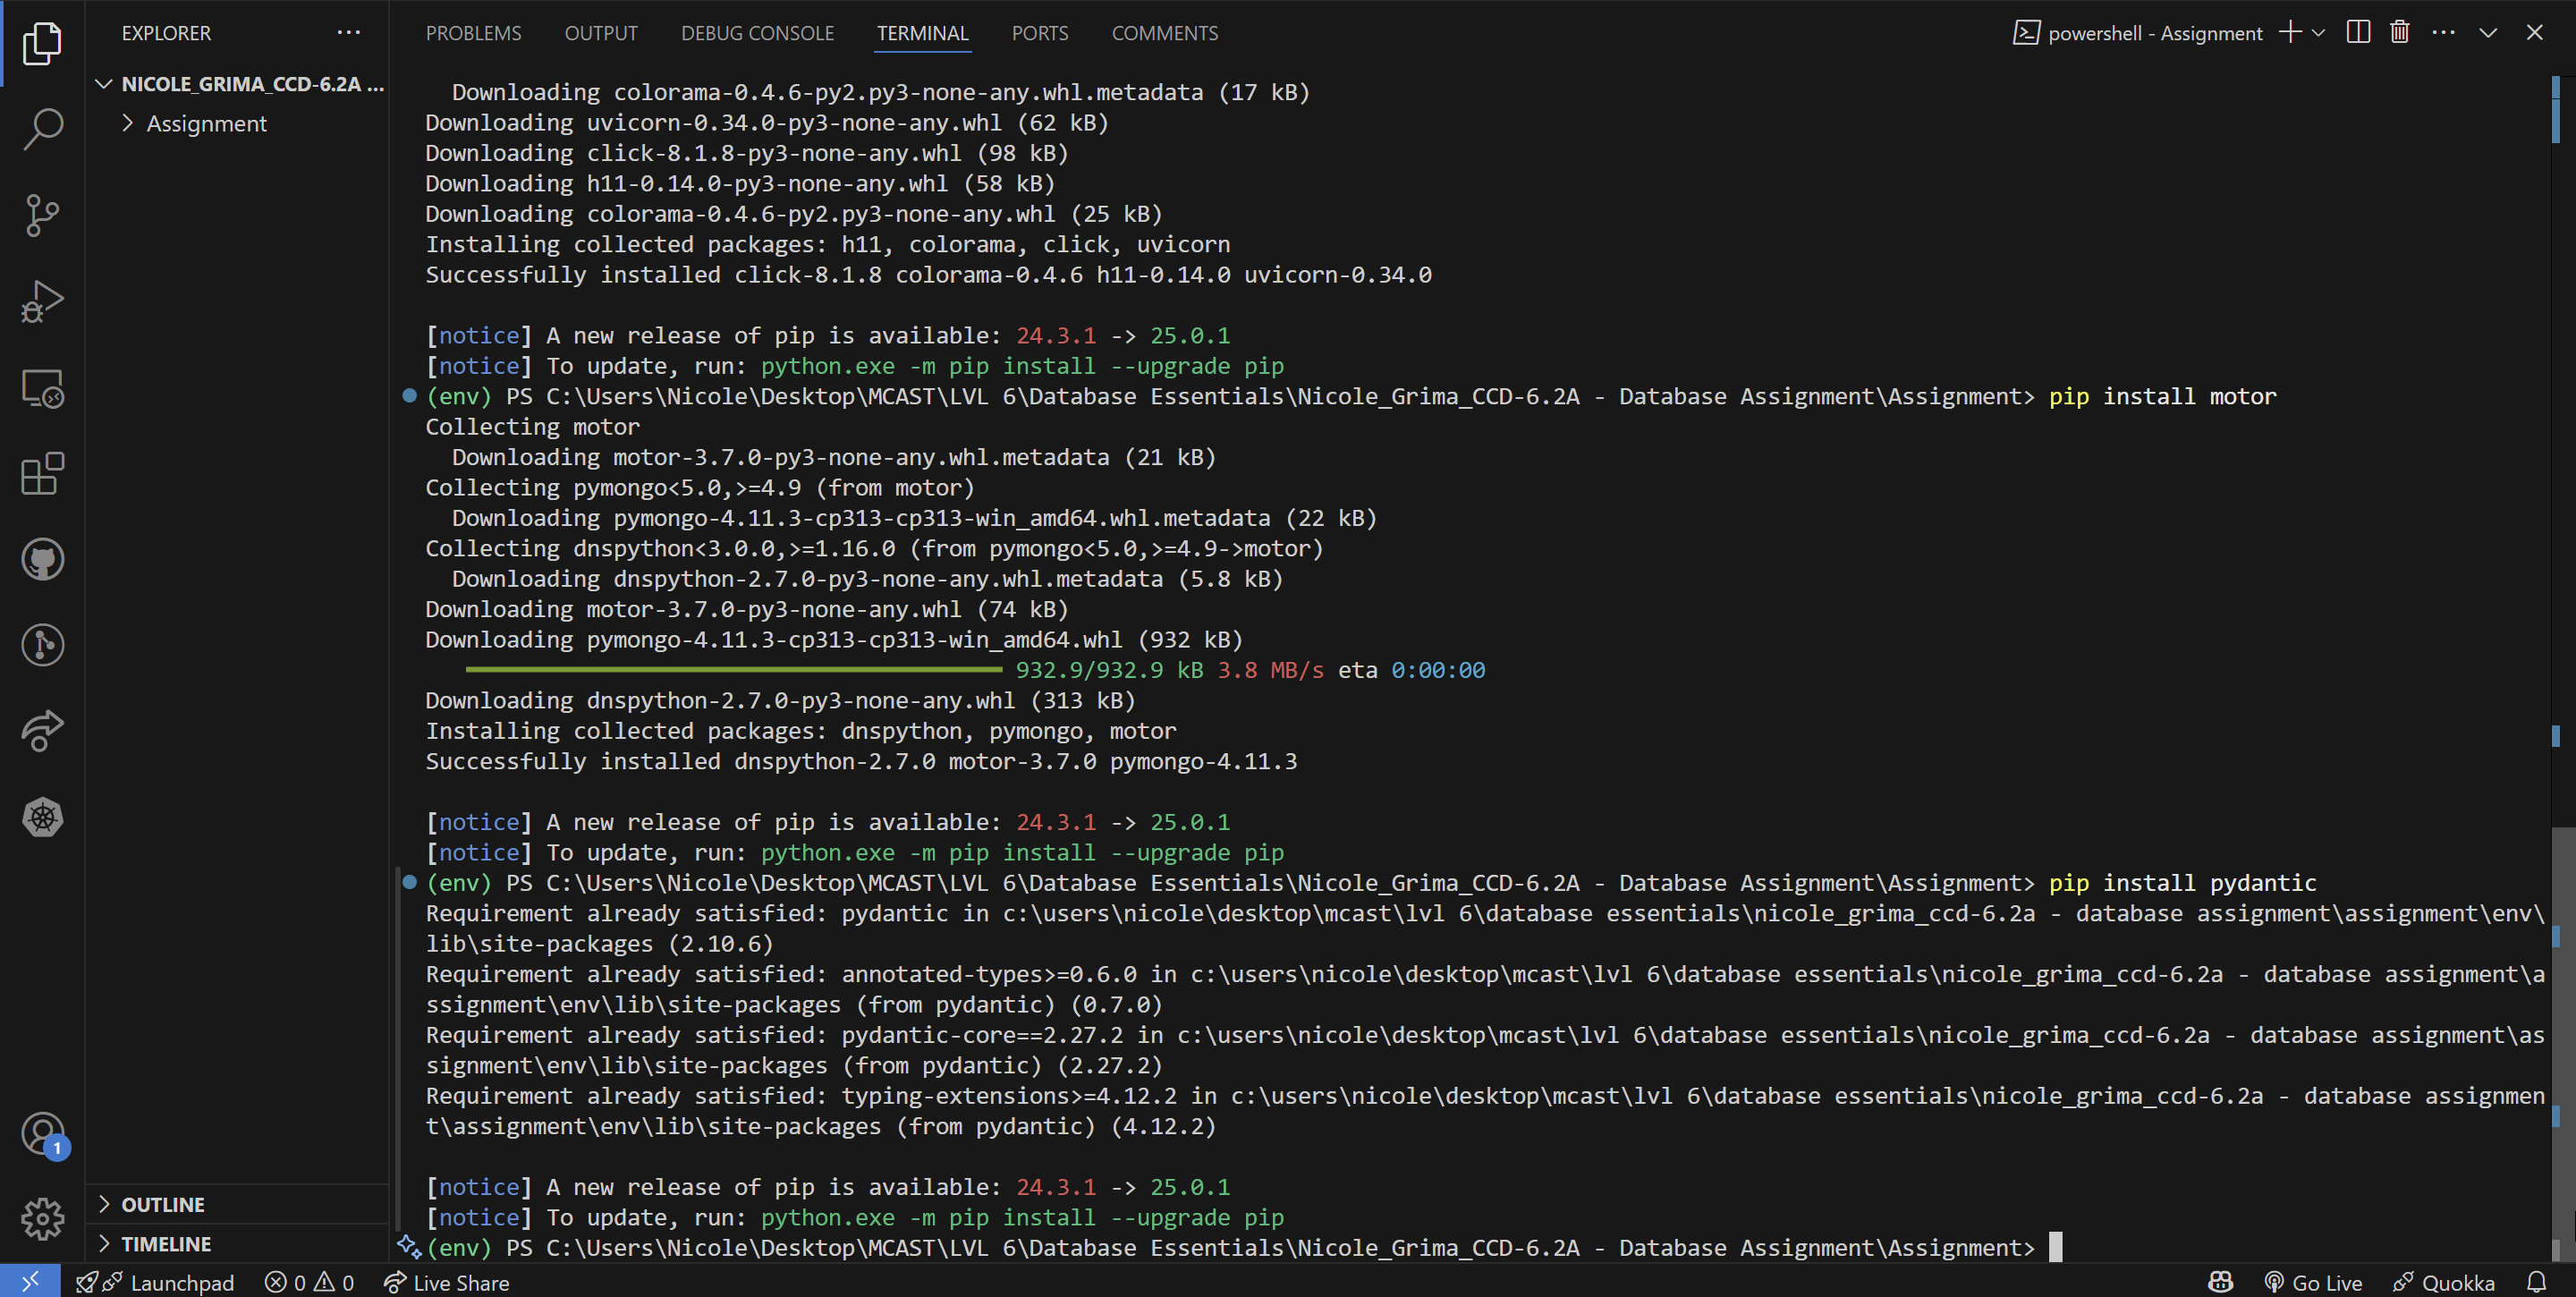 EXPLORER
NICOLE_GRIMA_CCD-6.2A ...
Assignment
OUTLINE
TIMELINE
PROBLEMS OUTPUT DEBUG CONSOLE TERMINAL PORTS COMMENTS
powershell - Assignment
Downloading colorama-0.4.6-py2.py3-none-any.whl.metadata (17 kB)
Downloading uvicorn-0.34.0-py3-none-any.whl (62 kB)
Downloading click-8.1.8-py3-none-any.whl (98 kB)
Downloading h11-0.14.0-py3-none-any.whl (58 kB)
Downloading colorama-0.4.6-py2.py3-none-any.whl (25 kB)
Installing collected packages: h11, colorama, click, uvicorn
Successfully installed click-8.1.8 colorama-0.4.6 h11-0.14.0 uvicorn-0.34.0
[notice] A new release of pip is available: 24.3.1 -> 25.0.1
[notice] To update, run: python.exe -m pip install --upgrade pip
(env) PS C:\Users\Nicole\Desktop\MCAST\LVL 6\Database Essentials\Nicole_Grima_CCD-6.2A - Database Assignment\Assignment> pip install motor
Collecting motor
Downloading motor-3.7.0-py3-none-any.whl.metadata (21 kB)
Collecting pymongo<5.0,>=4.9 (from motor)
Downloading pymongo-4.11.3-cp313-cp313-win_amd64.whl.metadata (22 kB)
Collecting dnspython<3.0.0,>=1.16.0 (from pymongo<5.0,>=4.9->motor)
Downloading dnspython-2.7.0-py3-none-any.whl.metadata (5.8 kB)
Downloading motor-3.7.0-py3-none-any.whl (74 kB)
Downloading pymongo-4.11.3-cp313-cp313-win_amd64.whl (932 kB)
932.9/932.9 kB 3.8 MB/s eta 0:00:00
Downloading dnspython-2.7.0-py3-none-any.whl (313 kB)
Installing collected packages: dnspython, pymongo, motor
Successfully installed dnspython-2.7.0 motor-3.7.0 pymongo-4.11.3
[notice] A new release of pip is available: 24.3.1 -> 25.0.1
[notice] To update, run: python.exe -m pip install --upgrade pip
(env) PS C:\Users\Nicole\Desktop\MCAST\LVL 6\Database Essentials\Nicole_Grima_CCD-6.2A - Database Assignment\Assignment> pip install pydantic
Requirement already satisfied: pydantic in c:\users\nicole\desktop\mcast\lvl 6\database essentials\nicole_grima_ccd-6.2a - database assignment\assignment\env\
lib\site-packages (2.10.6)
Requirement already satisfied: annotated-types>=0.6.0 in c:\users\nicole\desktop\mcast\lvl 6\database essentials\nicole_grima_ccd-6.2a - database assignment\a
ssignment\env\lib\site-packages (from pydantic) (0.7.0)
Requirement already satisfied: pydantic-core==2.27.2 in c:\users\nicole\desktop\mcast\lvl 6\database essentials\nicole_grima_ccd-6.2a - database assignment\as
signment\env\lib\site-packages (from pydantic) (2.27.2)
Requirement already satisfied: typing-extensions>=4.12.2 in c:\users\nicole\desktop\mcast\lvl 6\database essentials\nicole_grima_ccd-6.2a - database assignmen
t\assignment\env\lib\site-packages (from pydantic) (4.12.2)
[notice] A new release of pip is available: 24.3.1 -> 25.0.1
[notice] To update, run: python.exe -m pip install --upgrade pip
(env) PS C:\Users\Nicole\Desktop\MCAST\LVL 6\Database Essentials\Nicole_Grima_CCD-6.2A - Database Assignment\Assignment>
1
Launchpad 0 0 Live Share Go Live Quokka